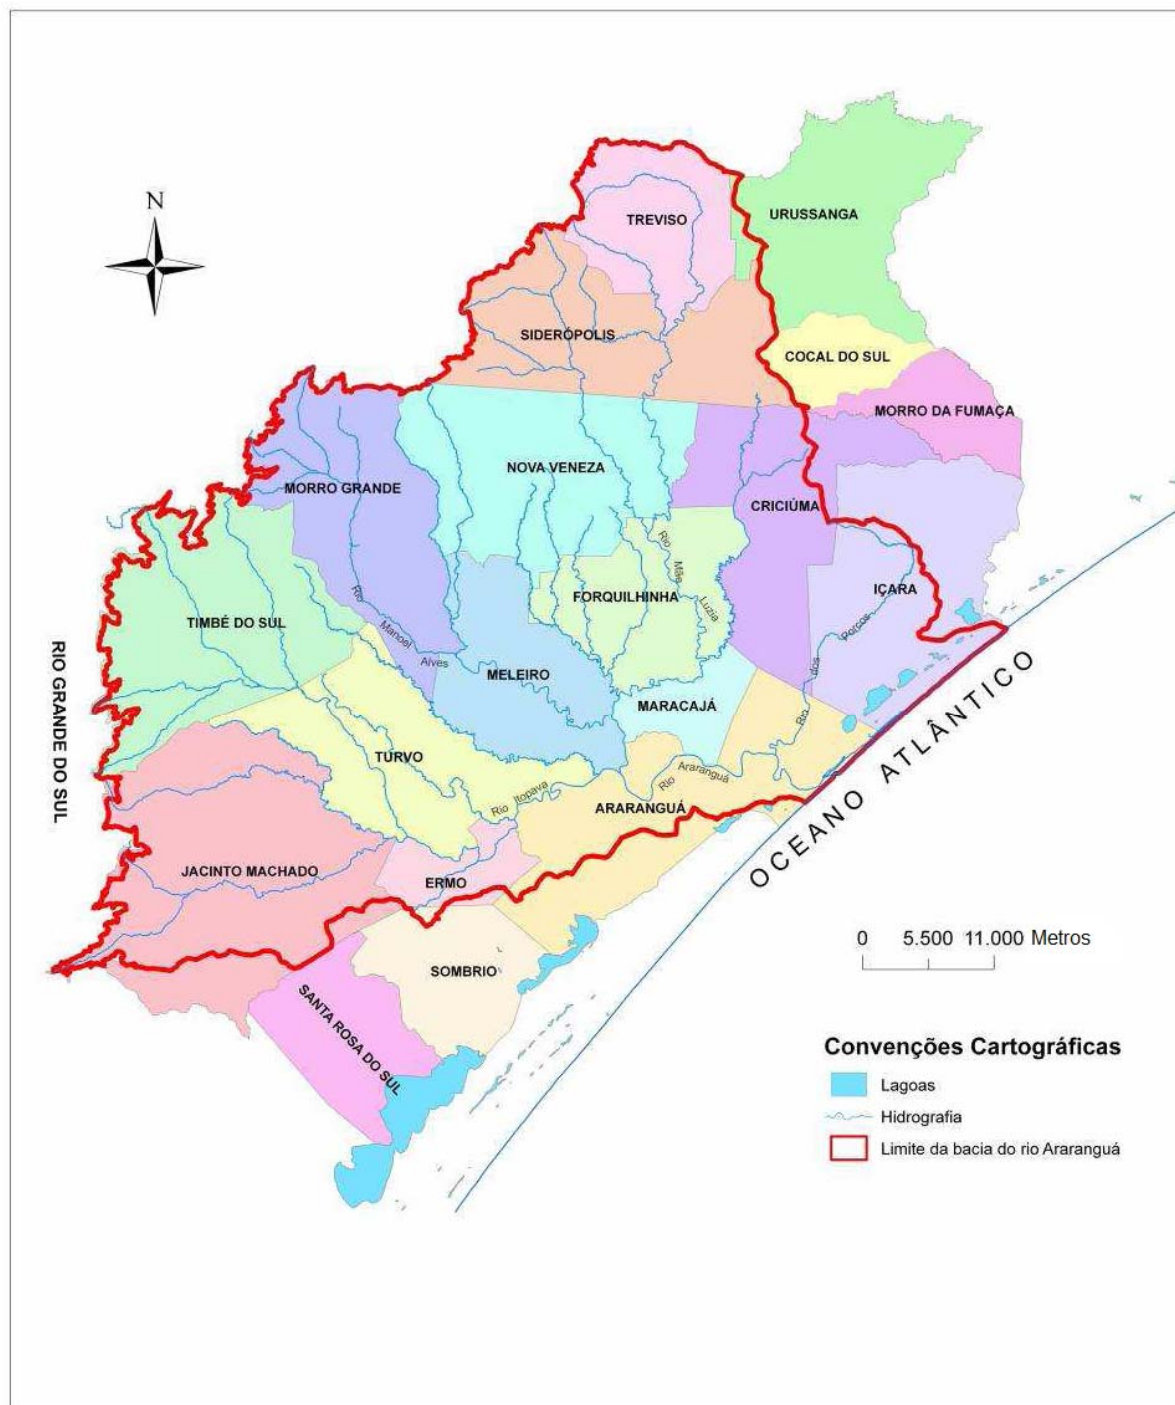 N
TREVISO
URUSSANGA
SIDERÓPOLIS
COCAL DO SUL
MORRO DA FUMAÇA
NOVA VENEZA
MORRO GRANDE
CRICIÚMA
Rio Mãe Luzia
IÇARA
FORQUILHINHA
Rio Manoel Alves
TIMBÉ DO SUL
Rio dos Porcos
RIO GRANDE DO SUL
MELEIRO
MARACAJÁ
TURVO
Rio Araranguá
OCEANO ATLÂNTICO
Rio Itopava
ARARANGUÁ
JACINTO MACHADO
ERMO
SOMBRIO
SANTA ROSA DO SUL
0 5.500 11.000 Metros
Convenções Cartográficas
Lagoas
Hidrografia
Limite da bacia do rio Araranguá